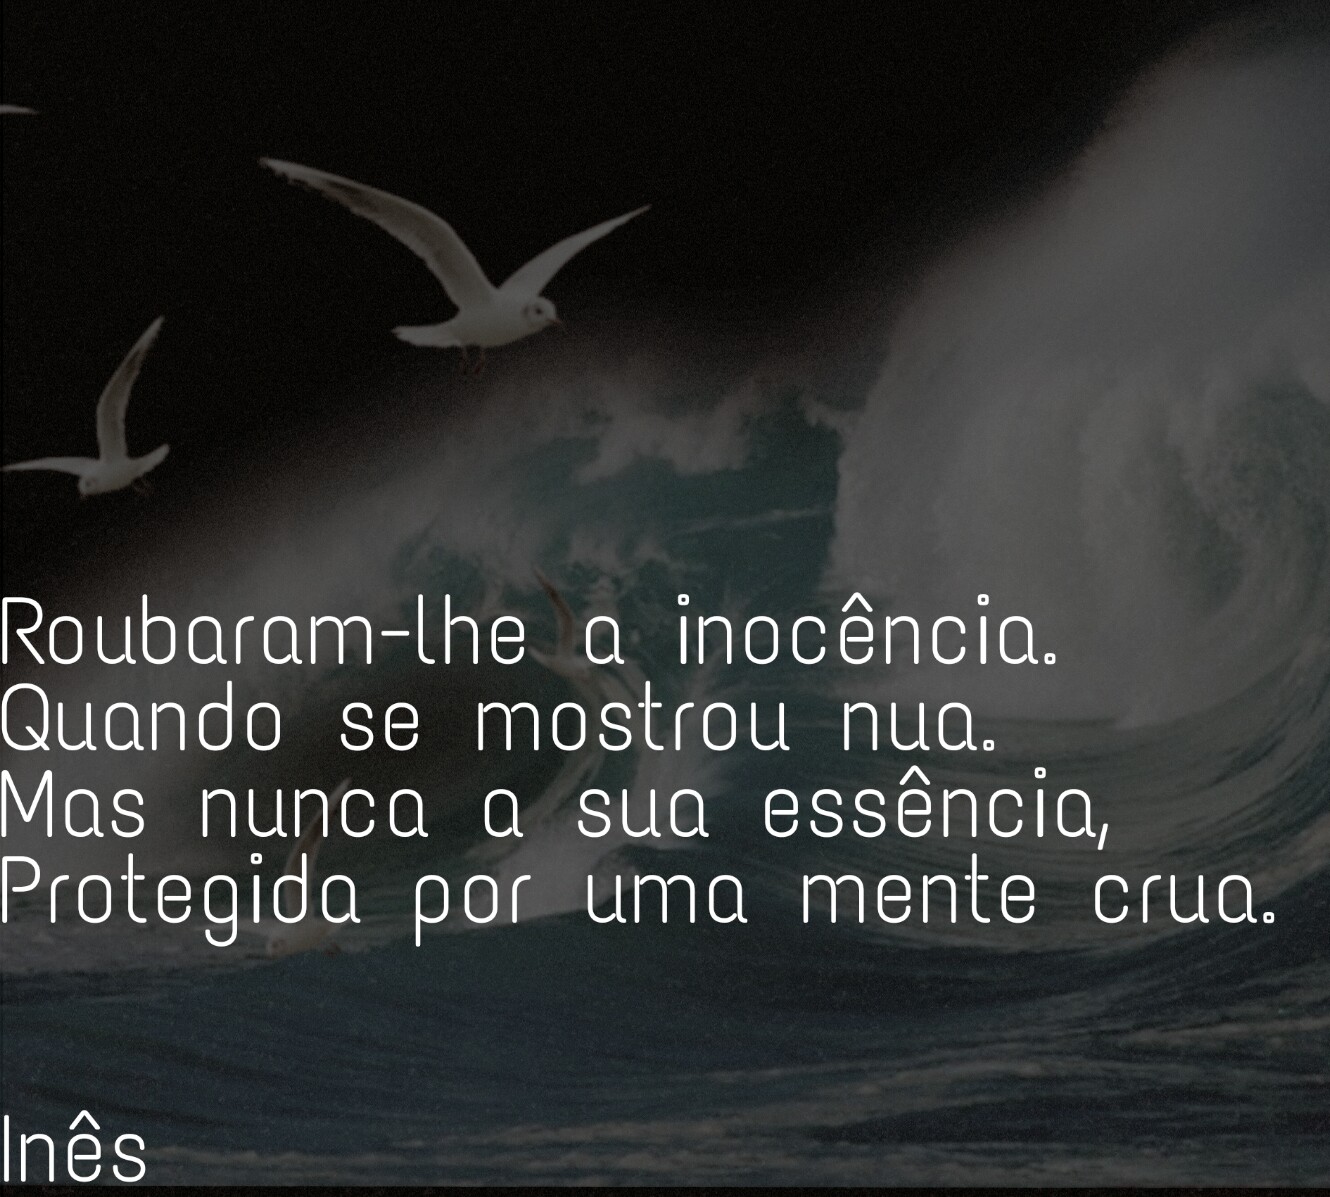 Roubaram-lhe a inocência.
Quando se mostrou nua.
Mas nunca a sua essência,
Protegida por uma mente crua.
Inês